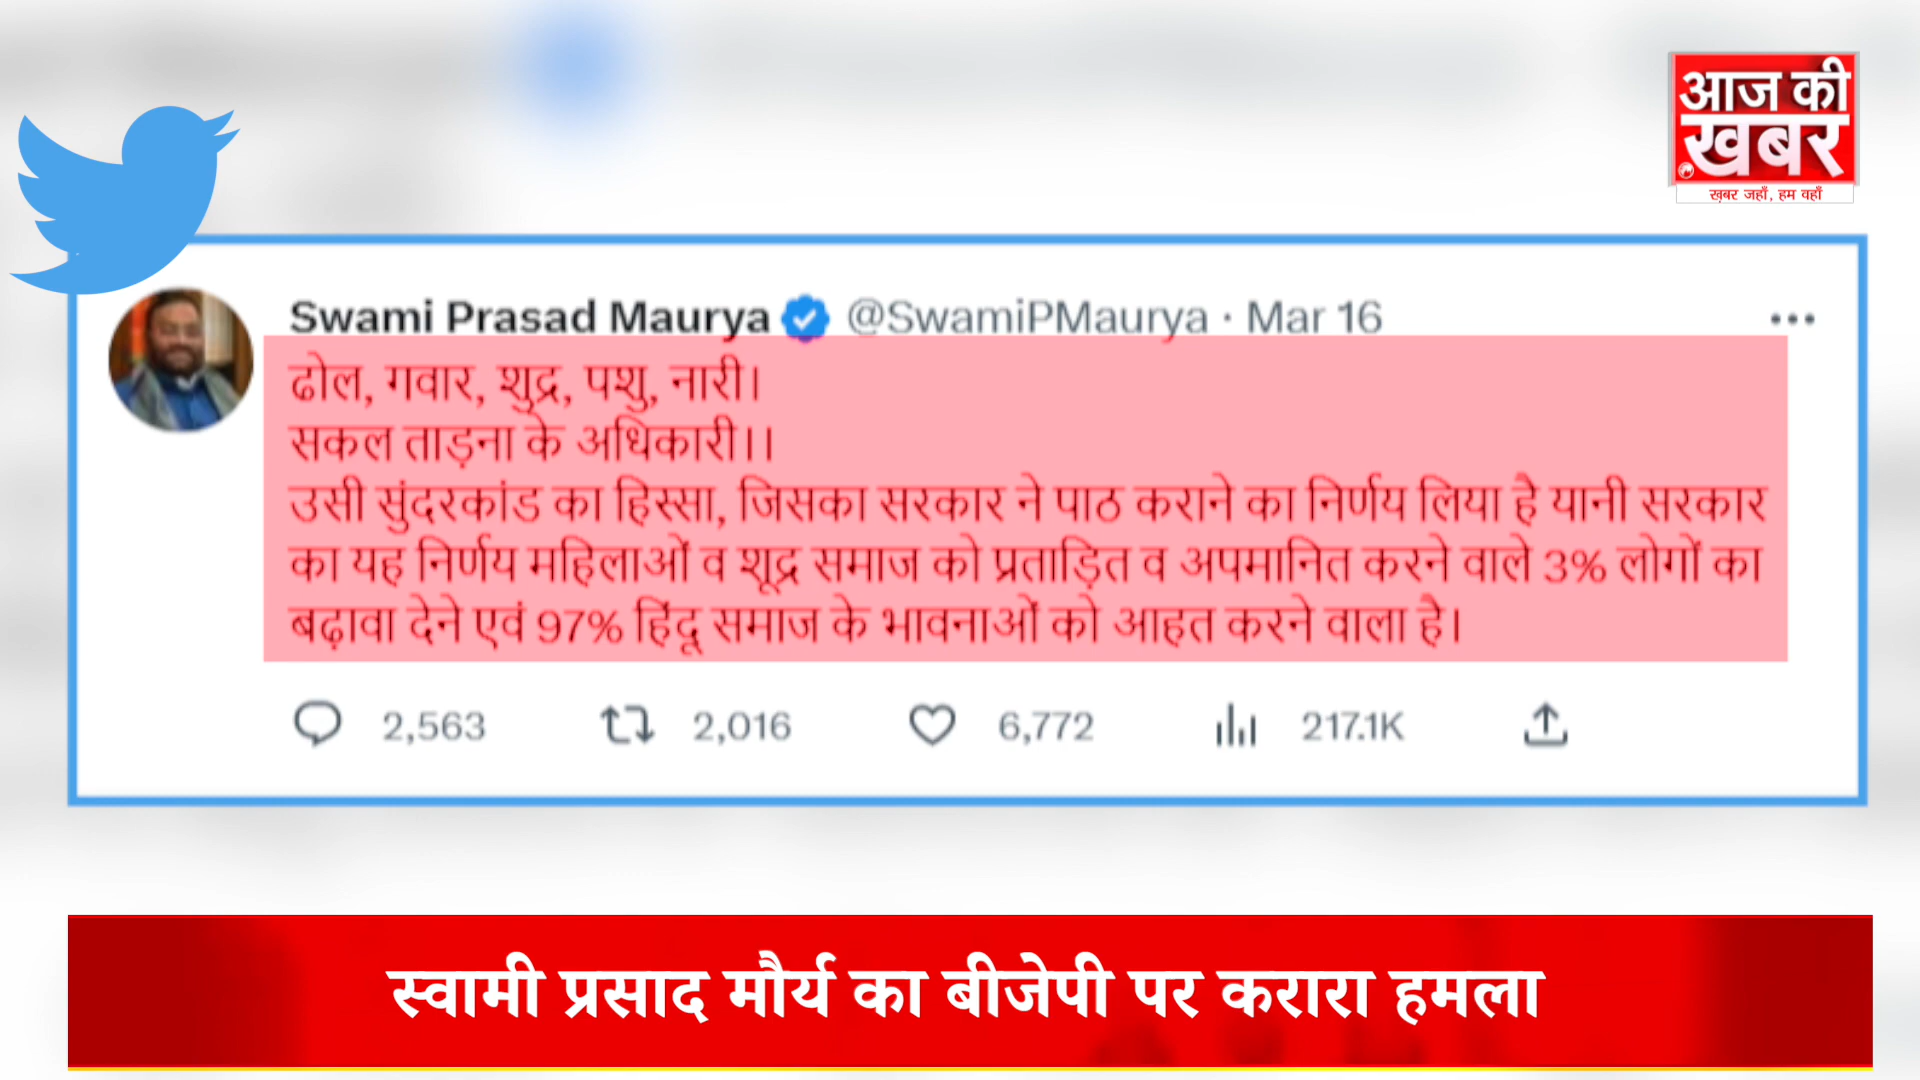 आज की
ख़बर
ख़बर जहाँ, हम वहाँ
Swami Prasad Maurya @SwamiPMaurya · Mar 16
ढोल, गवार, शुद्र, पशु, नारी।
सकल ताड़ना के अधिकारी।।
उसी सुंदरकांड का हिस्सा, जिसका सरकार ने पाठ कराने का निर्णय लिया है यानी सरकार
का यह निर्णय महिलाओं व शूद्र समाज को प्रताड़ित व अपमानित करने वाले 3% लोगों का
बढ़ावा देने एवं 97% हिंदू समाज के भावनाओं को आहत करने वाला है।
2,563 2,016 6,772 217.1K
स्वामी प्रसाद मौर्य का बीजेपी पर करारा हमला